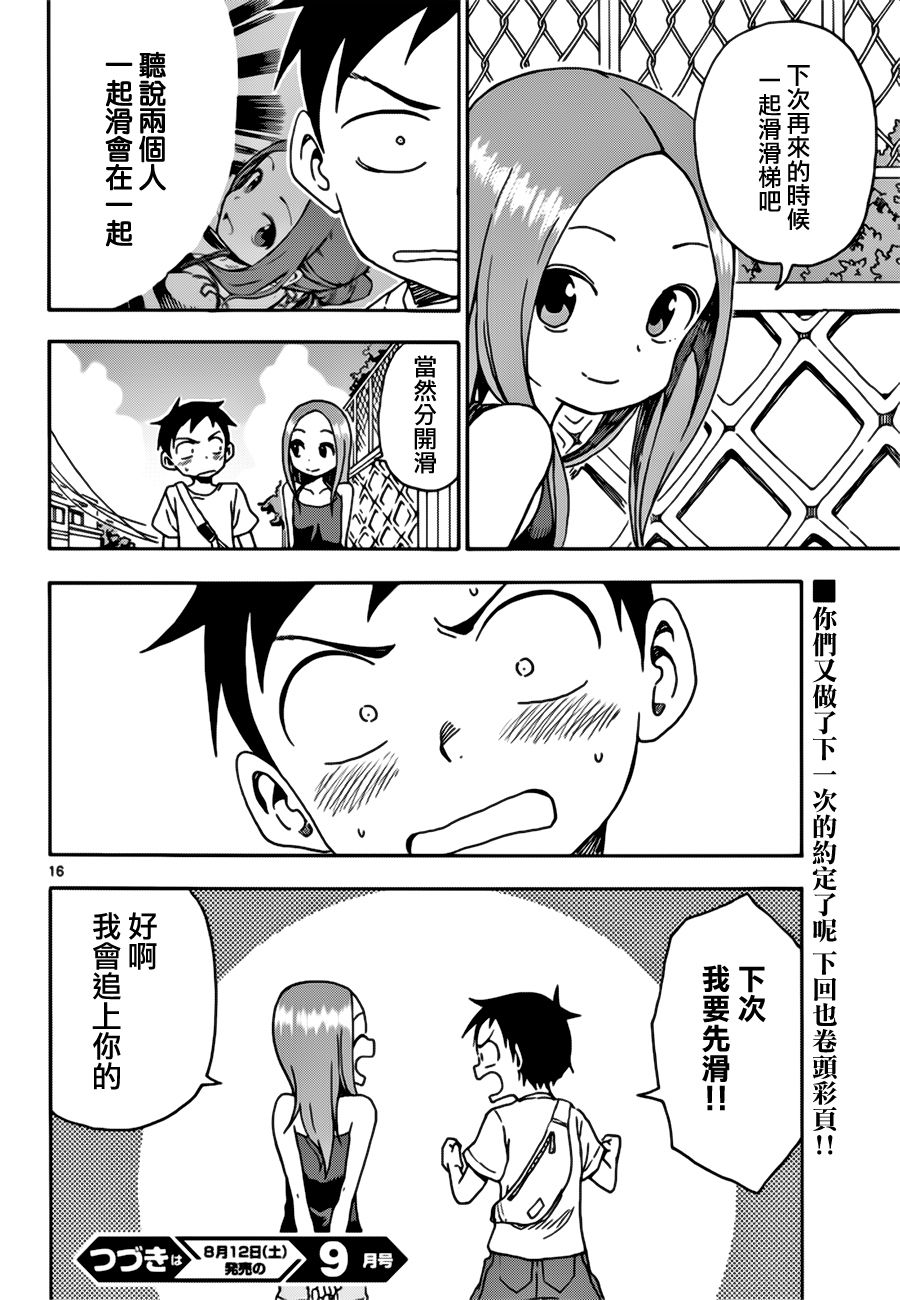 下次再來的時候
一起滑滑梯吧
聽說兩個人
一起滑會在一起
當然分開滑
■你們又做了下一次的約定了呢 下回也卷頭彩頁!!
16
下次
我要先滑!!
好啊
我會追上你的
つづきは
8月12日(土)
発売の
9月号